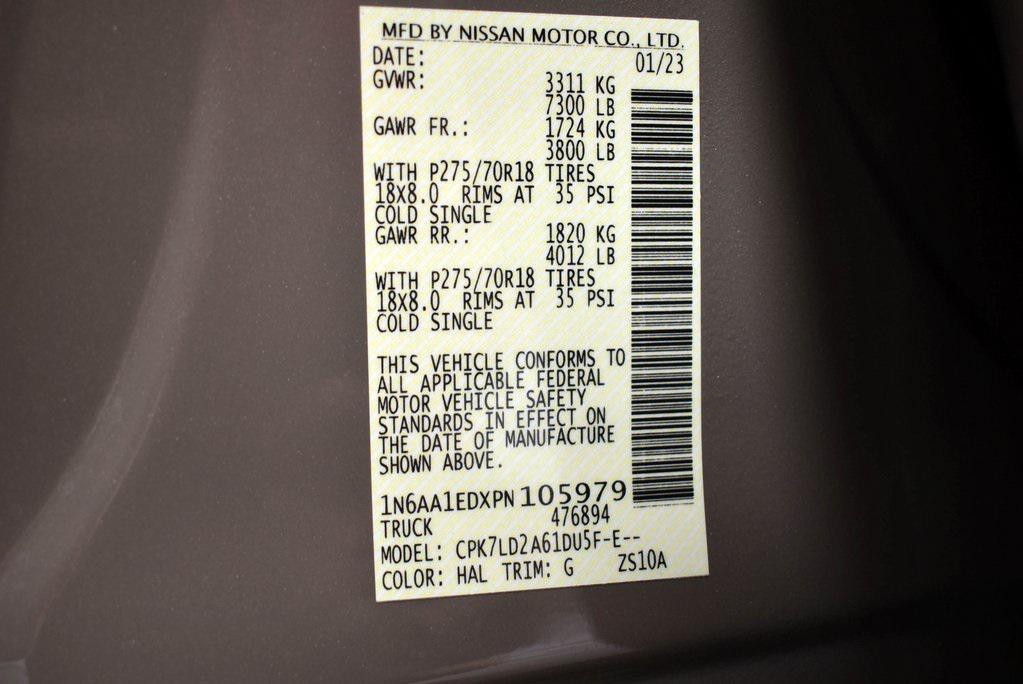 MFD BY NISSAN MOTOR CO., LTD.
DATE: 01/23
GVWR: 3311 KG
7300 LB
GAWR FR.: 1724 KG
3800 LB
WITH P275/70R18 TIRES
18X8.0 RIMS AT 35 PSI
COLD SINGLE
GAWR RR.: 1820 KG
4012 LB
WITH P275/70R18 TIRES
18X8.0 RIMS AT 35 PSI
COLD SINGLE
THIS VEHICLE CONFORMS TO
ALL APPLICABLE FEDERAL
MOTOR VEHICLE SAFETY
STANDARDS IN EFFECT ON
THE DATE OF MANUFACTURE
SHOWN ABOVE.
1N6AA1EDXPN105979
TRUCK 476894
MODEL: CPK7LD2A61DU5F-E--
COLOR: HAL TRIM: G ZS10A